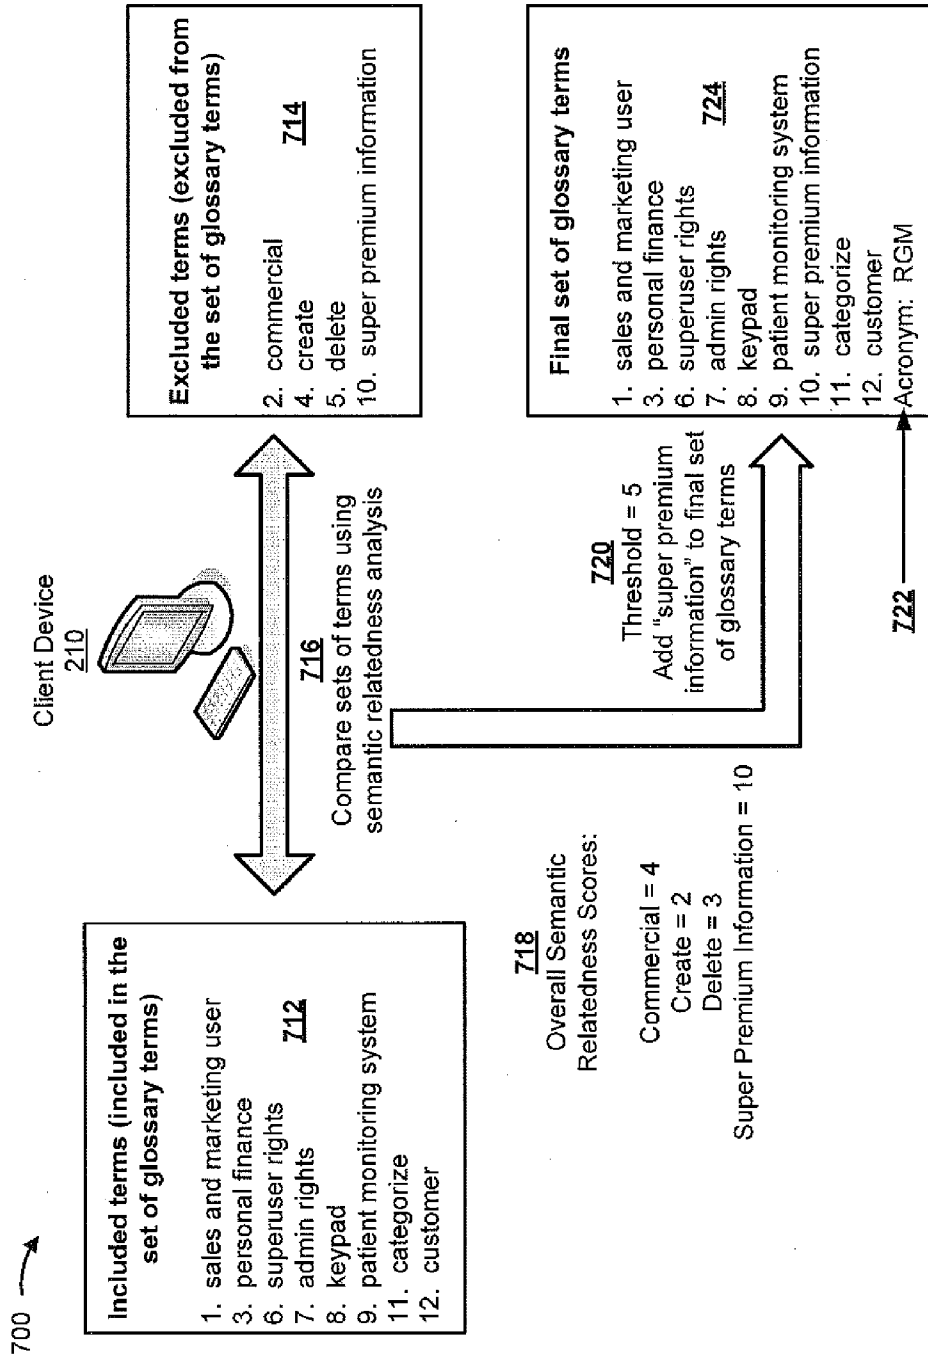 700
Client Device
210
Included terms (included in the
set of glossary terms)
1. sales and marketing user
3. personal finance
6. superuser rights
7. admin rights
8. keypad
9. patient monitoring system
11. categorize
12. customer
712
716
Compare sets of terms using
semantic relatedness analysis
Excluded terms (excluded from
the set of glossary terms)
2. commercial
4. create
5. delete
10. super premium information
714
718
Overall Semantic
Relatedness Scores:
Commercial = 4
Create = 2
Delete = 3
Super Premium Information = 10
720
Threshold = 5
Add “super premium
information” to final set
of glossary terms
722
Final set of glossary terms
1. sales and marketing user
3. personal finance
6. superuser rights
7. admin rights
8. keypad
9. patient monitoring system
10. super premium information
11. categorize
12. customer
Acronym: RGM
724